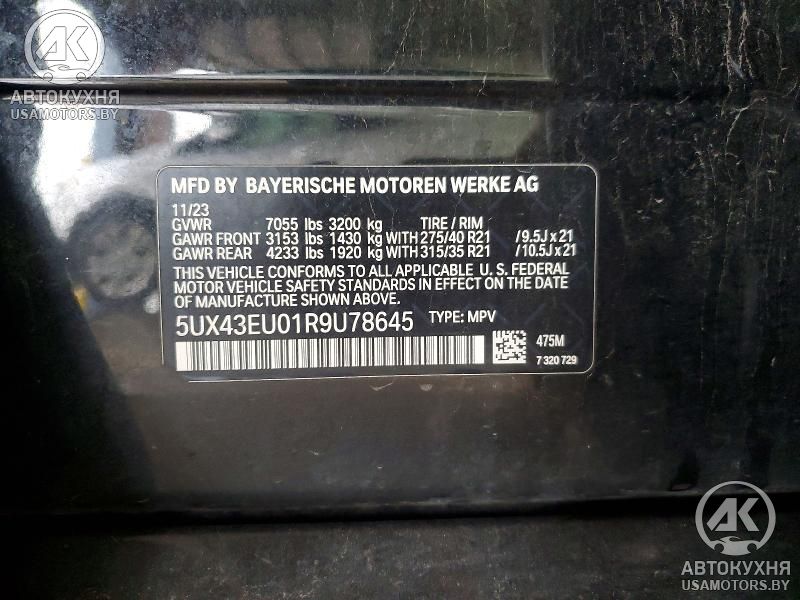 AK
АВТОКУХНЯ
USAMOTORS.BY
MFD BY BAYERISCHE MOTOREN WERKE AG
11/23
GVWR 7055 lbs 3200 kg TIRE / RIM
GAWR FRONT 3153 lbs 1430 kg WITH 275/40 R21 /9.5J x 21
GAWR REAR 4233 lbs 1920 kg WITH 315/35 R21 /10.5J x 21
THIS VEHICLE CONFORMS TO ALL APPLICABLE U. S. FEDERAL
MOTOR VEHICLE SAFETY STANDARDS IN EFFECT ON THE DATE
OF MANUFACTURE SHOWN ABOVE.
5UX43EU01R9U78645 TYPE: MPV
475M
7 320 729
AK
АВТОКУХНЯ
USAMOTORS.BY